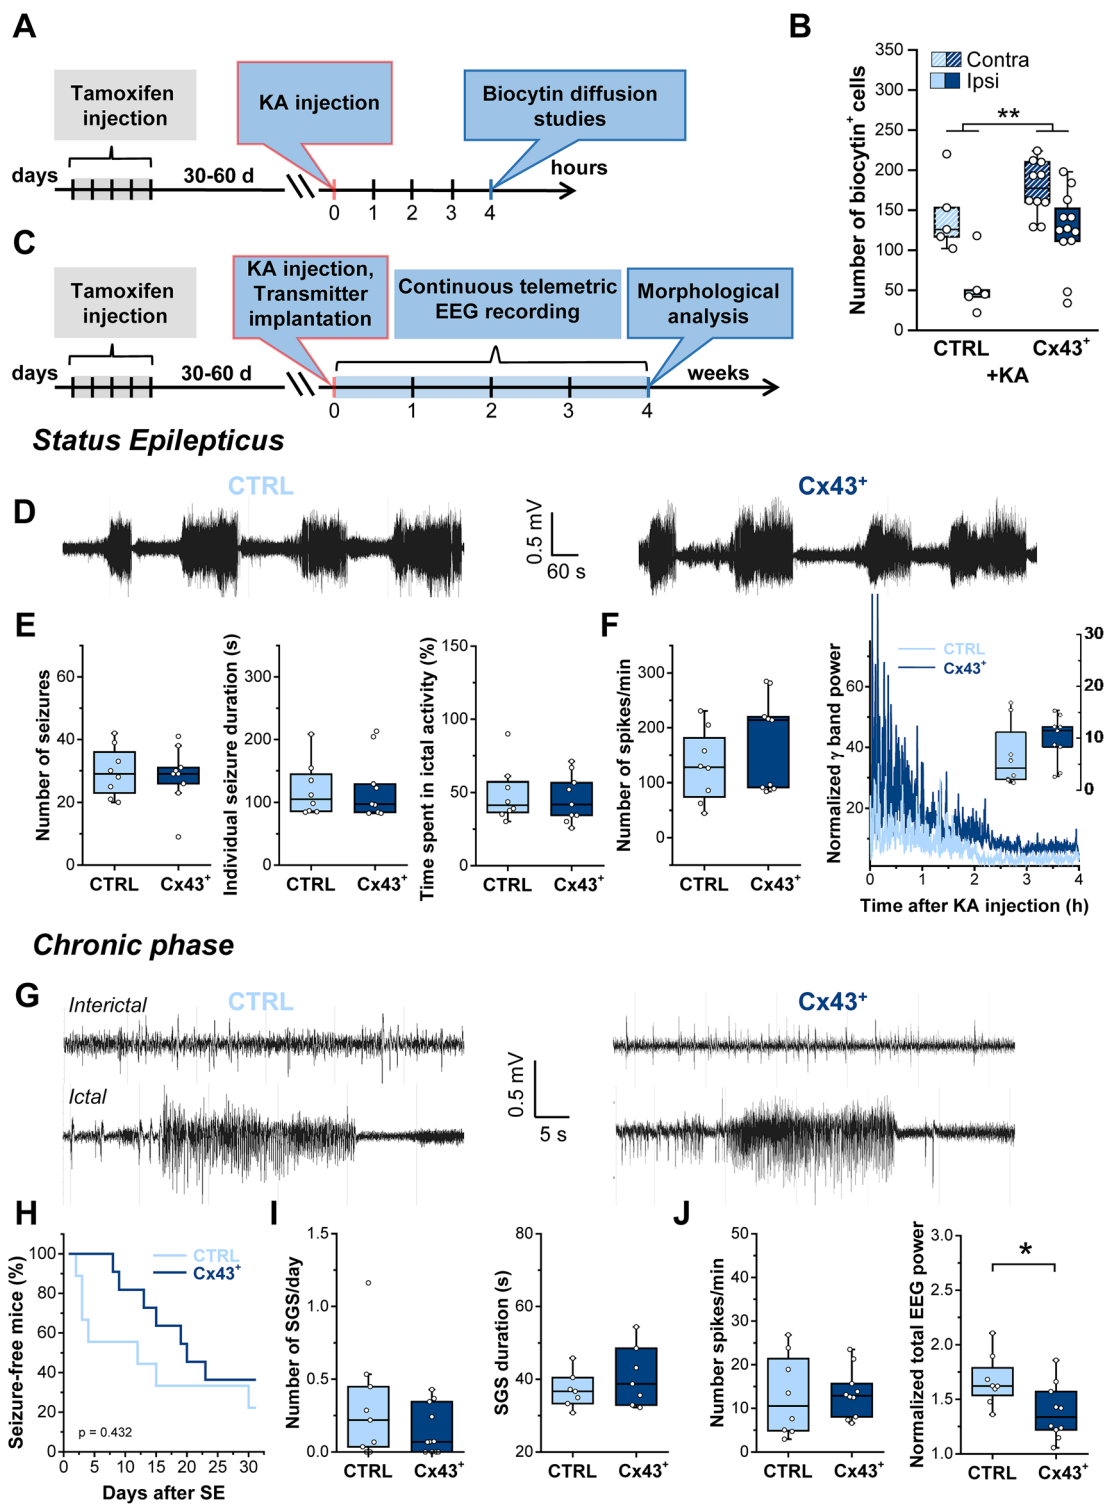 A
Tamoxifen
injection
KA injection
Biocytin diffusion
studies
days
30-60 d
hours
0 1 2 3 4
B
350
300
250
200
150
100
50
0
Number of biocytin+ cells
Contra
Ipsi
**
CTRL Cx43+
+KA
C
Tamoxifen
injection
KA injection,
Transmitter
implantation
Continuous telemetric
EEG recording
Morphological
analysis
days
30-60 d
weeks
0 1 2 3 4
Status Epilepticus
D
CTRL
0.5 mV
60 s
Cx43+
E
Number of seizures
60
40
20
0
CTRL Cx43+
Individual seizure duration (s)
300
200
100
0
CTRL Cx43+
Time spent in ictal activity (%)
150
100
50
0
CTRL Cx43+
F
Number of spikes/min
300
200
100
0
CTRL Cx43+
Normalized γ band power
60
40
20
CTRL
Cx43+
30
20
10
0
0 1 2 3 4
Time after KA injection (h)
Chronic phase
G
Interictal
CTRL
Cx43+
Ictal
0.5 mV
5 s
H
Seizure-free mice (%)
100
80
60
40
20
0
CTRL
Cx43+
p = 0.432
0 5 10 15 20 25 30
Days after SE
I
Number of SGS/day
1.5
1.0
0.5
0.0
CTRL Cx43+
SGS duration (s)
80
60
40
20
CTRL Cx43+
J
Number spikes/min
50
40
30
20
10
0
CTRL Cx43+
Normalized total EEG power
3.0
2.5
2.0
1.5
1.0
*
CTRL Cx43+